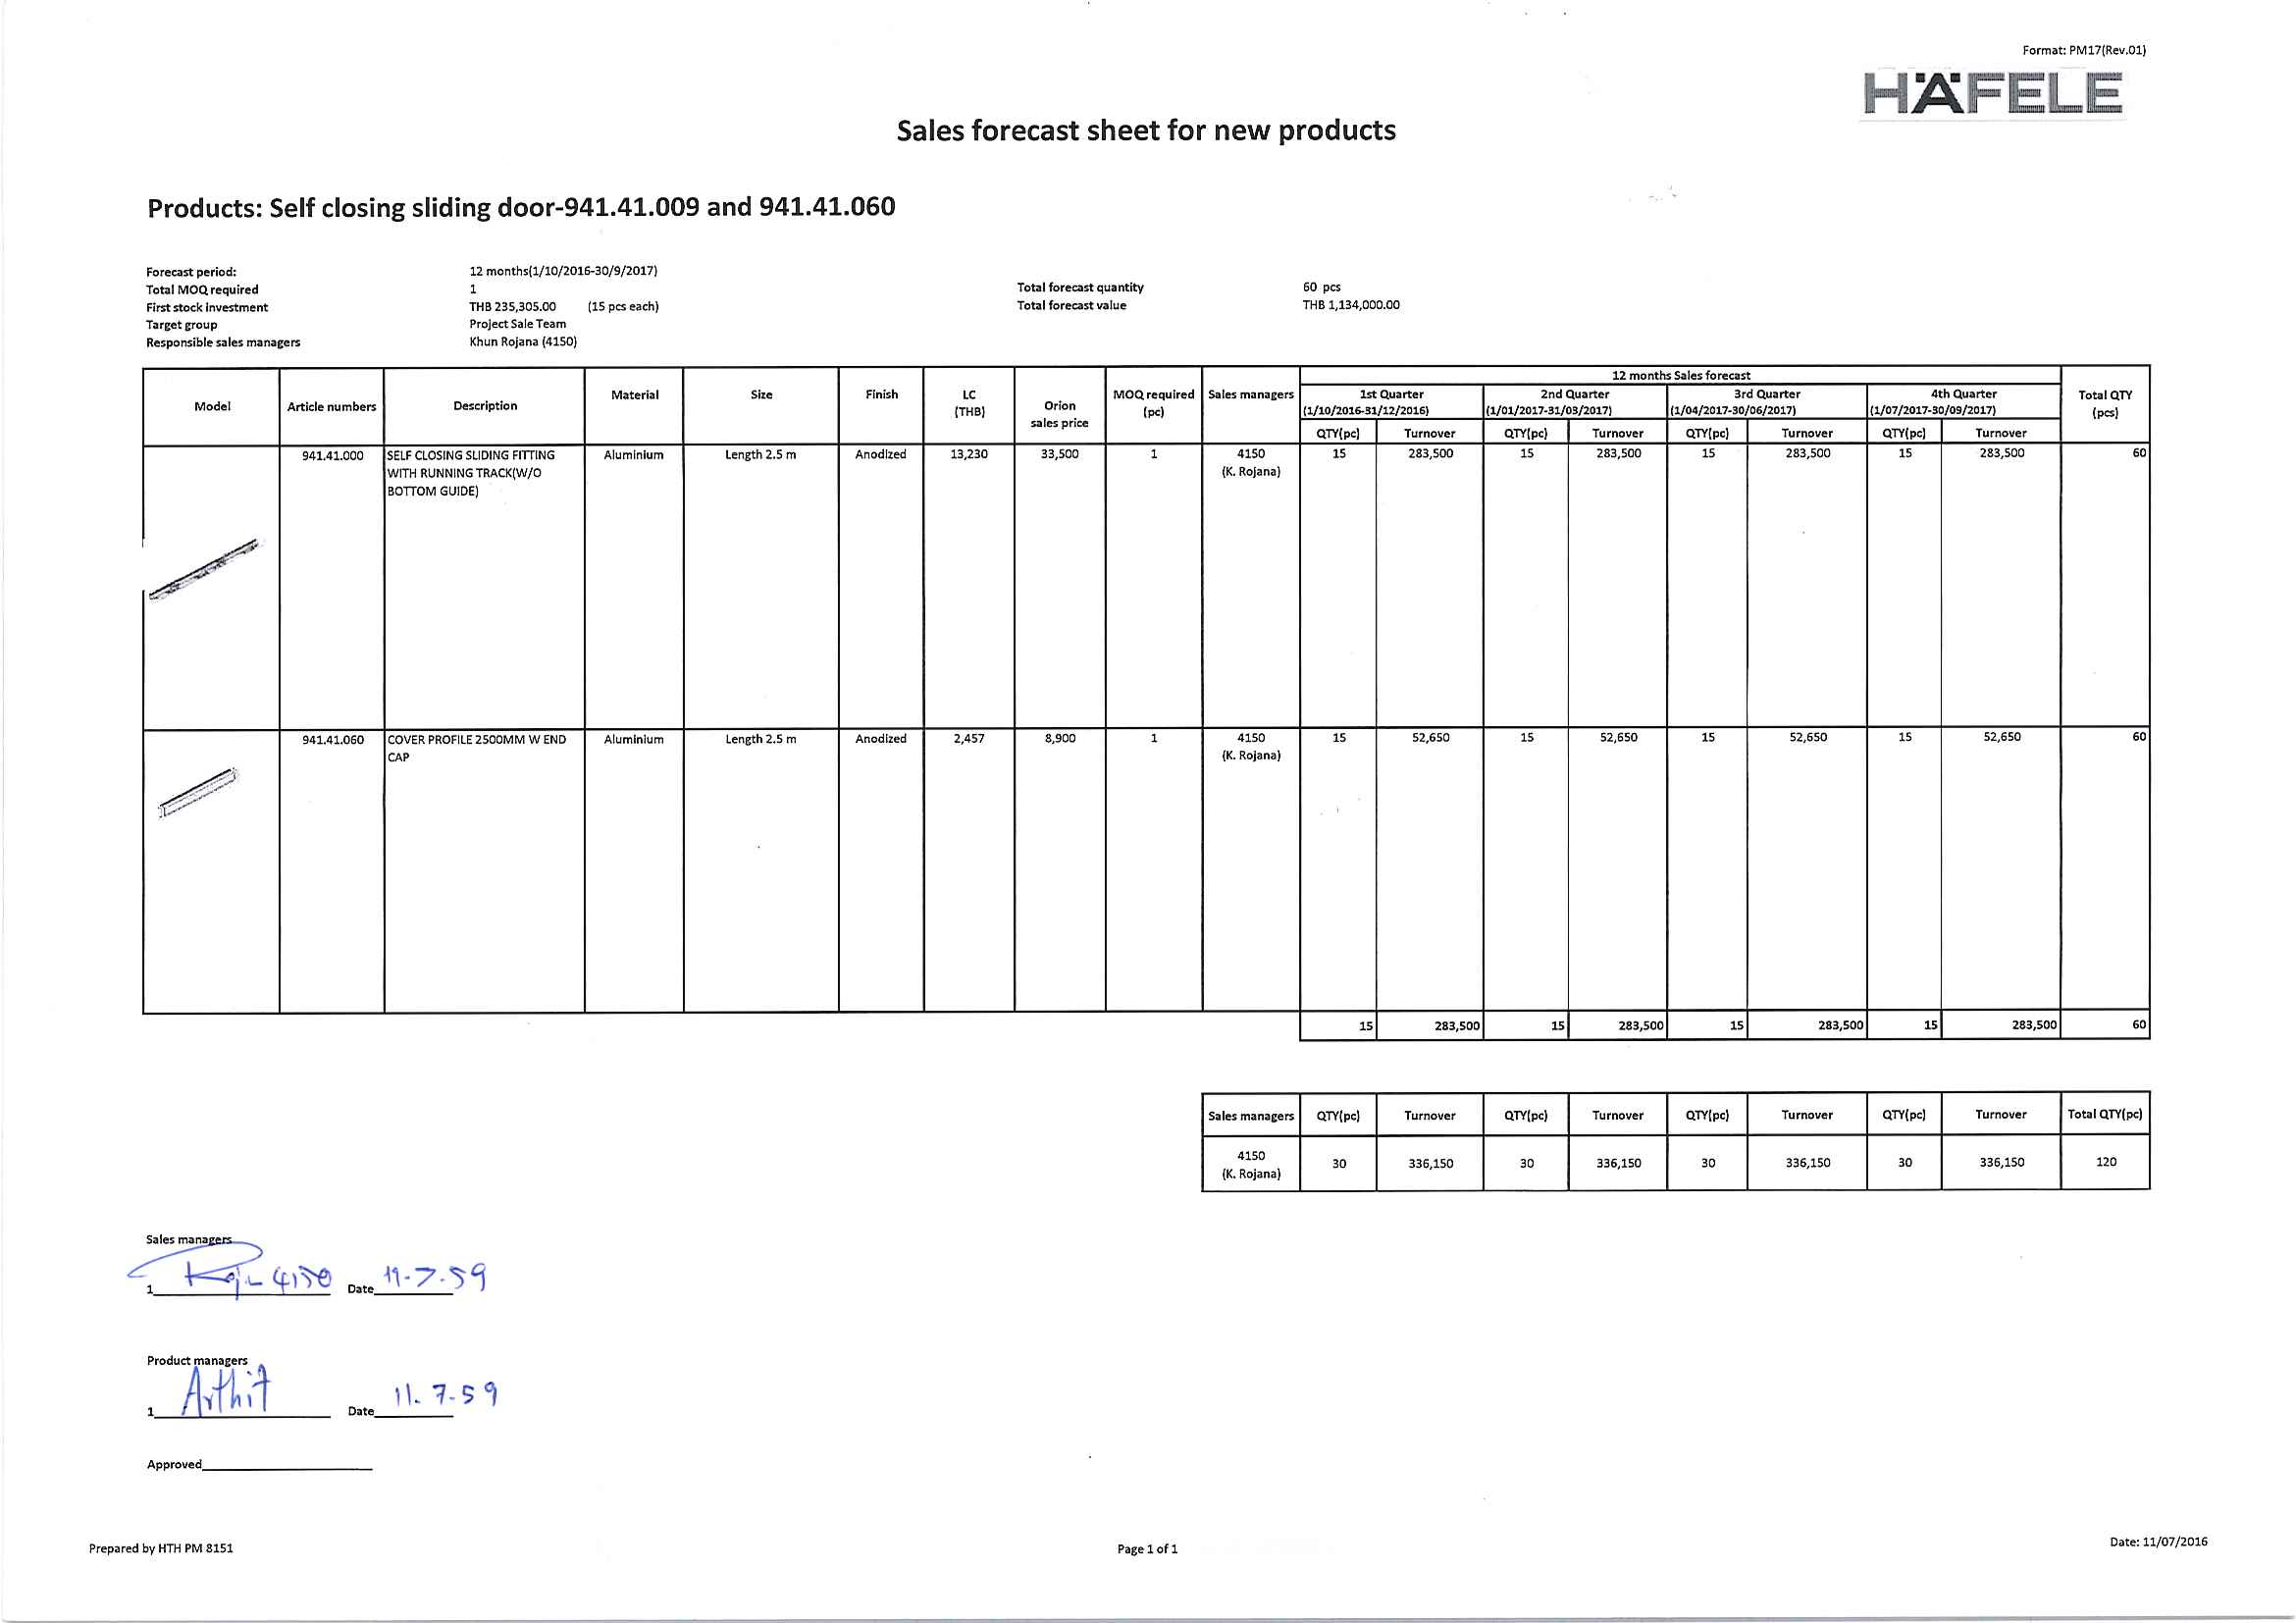 Format: PM17(Rev.01)
HÄFELE
Sales forecast sheet for new products
Products: Self closing sliding door-941.41.009 and 941.41.060
Forecast period: 12 months(1/10/2016-30/9/2017)
Total MOQ required 1 Total forecast quantity 60 pcs
First stock investment THB 235,305.00 (15 pcs each) Total forecast value THB 1,134,000.00
Target group Project Sale Team
Responsible sales managers Khun Rojana (4150)
12 months Sales forecast
Model Article numbers Description Material Size Finish LC (THB) Orion sales price MOQ required (pc) Sales managers 1st Quarter 2nd Quarter 3rd Quarter 4th Quarter Total QTY (pcs)
(1/10/2016-31/12/2016) (1/01/2017-31/03/2017) (1/04/2017-30/06/2017) (1/07/2017-30/09/2017)
QTY(pc) Turnover QTY(pc) Turnover QTY(pc) Turnover QTY(pc) Turnover
941.41.000 SELF CLOSING SLIDING FITTING Aluminium Length 2.5 m Anodized 13,230 33,500 1 4150 15 283,500 15 283,500 15 283,500 15 283,500 60
WITH RUNNING TRACK(W/O (K. Rojana)
BOTTOM GUIDE)
941.41.060 COVER PROFILE 2500MM W END Aluminium Length 2.5 m Anodized 2,457 8,900 1 4150 15 52,650 15 52,650 15 52,650 15 52,650 60
CAP (K. Rojana)
15 283,500 15 283,500 15 283,500 15 283,500 60
Sales managers QTY(pc) Turnover QTY(pc) Turnover QTY(pc) Turnover QTY(pc) Turnover Total QTY(pc)
4150 30 336,150 30 336,150 30 336,150 30 336,150 120
(K. Rojana)
Sales managers
1 4150 Date 11.7.59
Product managers
1 Arthit Date 11.7.59
Approved
Prepared by HTH PM 8151 Page 1 of 1 Date: 11/07/2016